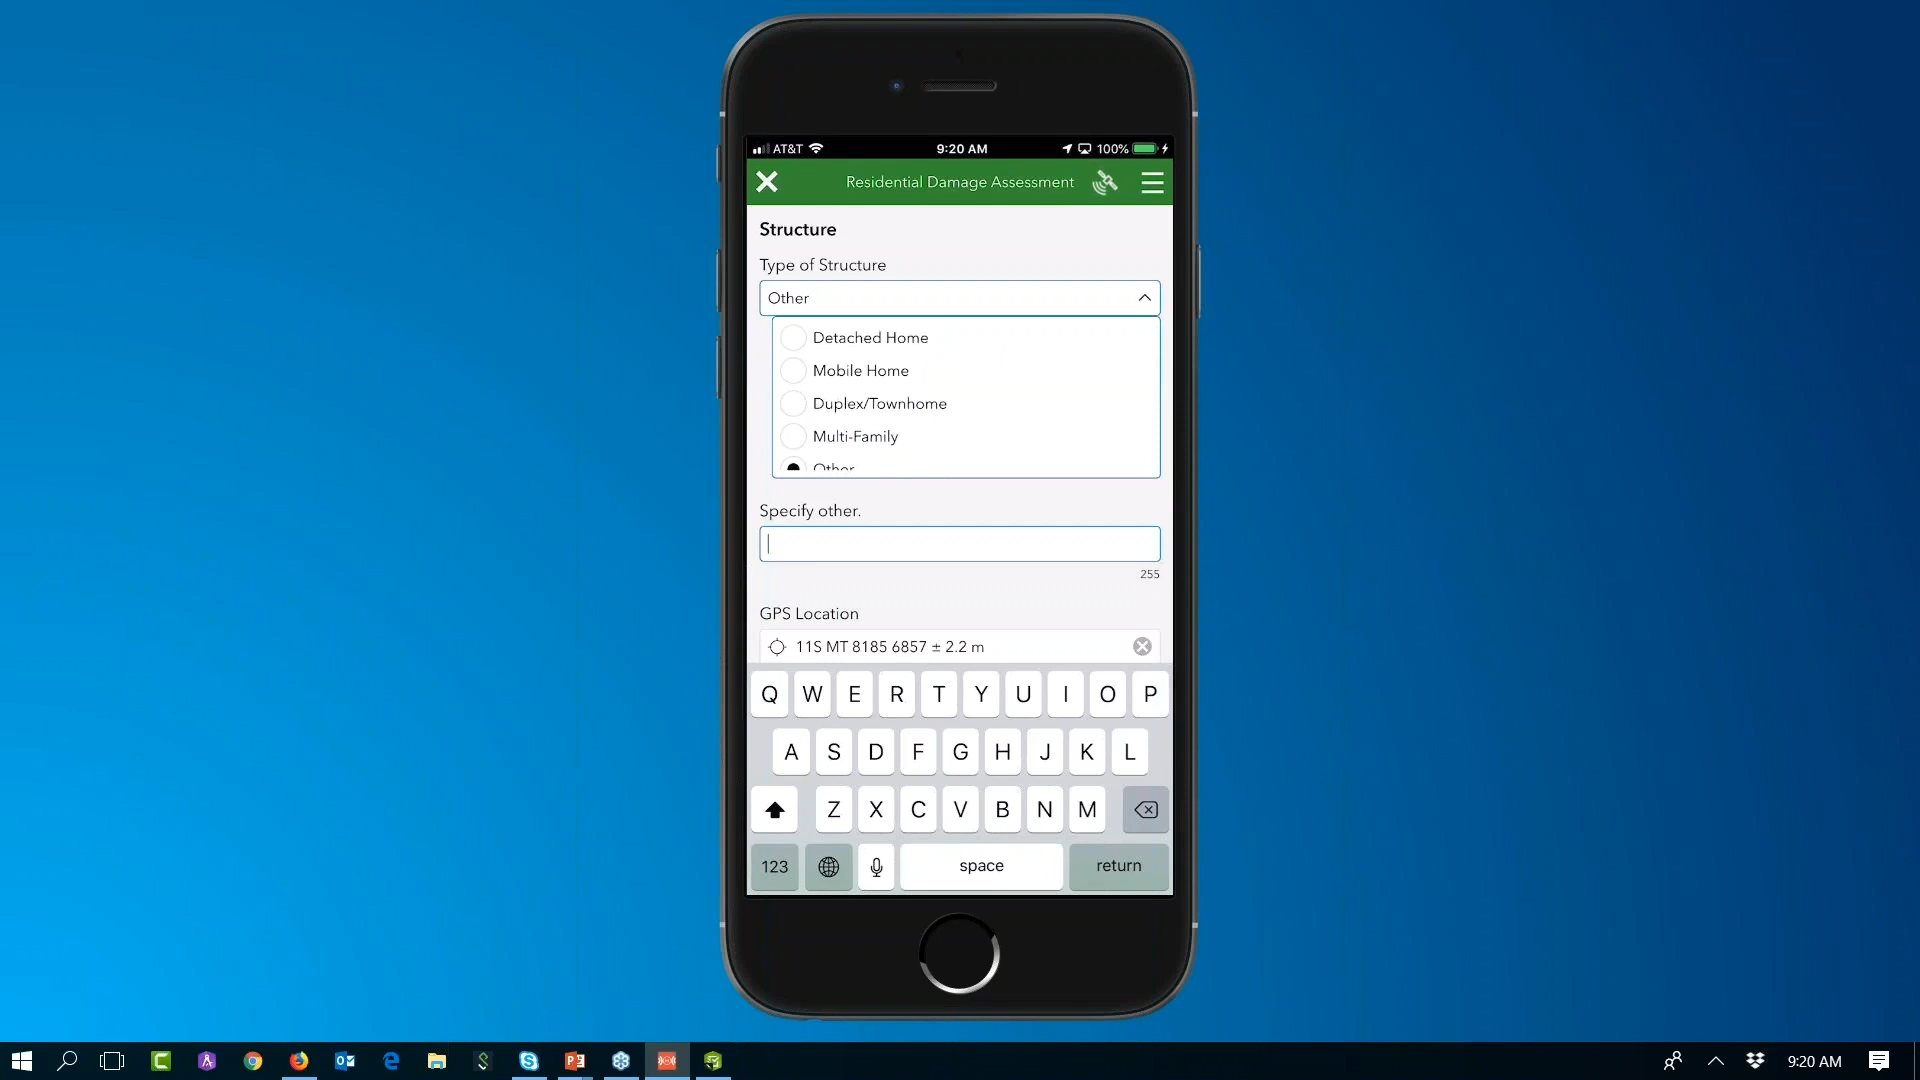 AT&T 9:20 AM 100%
Residential Damage Assessment
Structure
Type of Structure
Other
Detached Home
Mobile Home
Duplex/Townhome
Multi-Family
Other
Specify other.
255
GPS Location
11S MT 8185 6857 ± 2.2 m
Q W E R T Y U I O P
A S D F G H J K L
Z X C V B N M
123 space return
9:20 AM